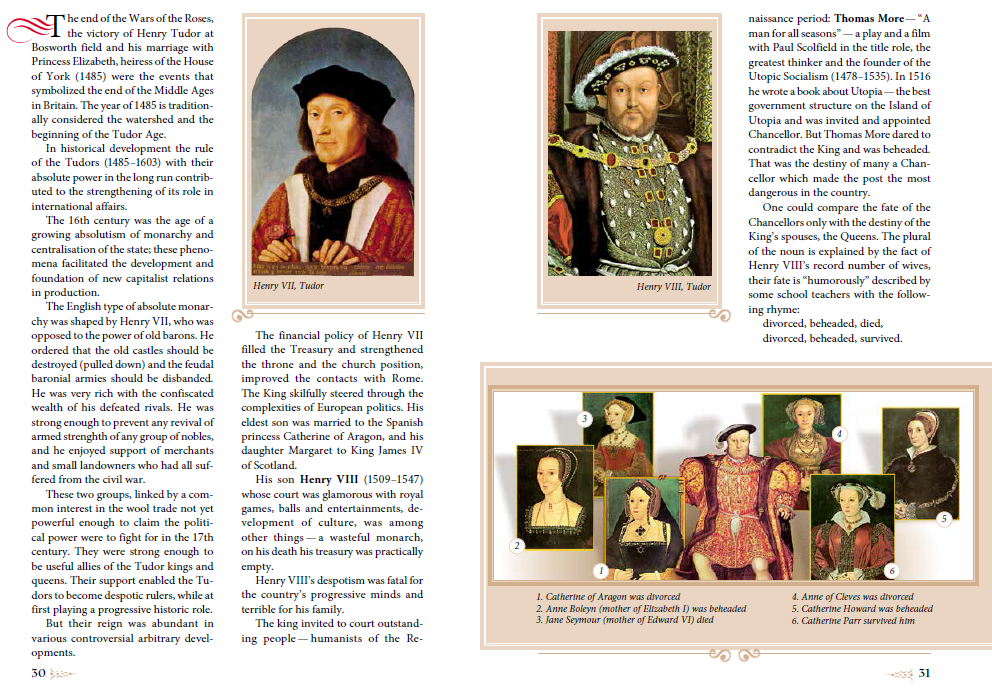 The end of the Wars of the Roses,
the victory of Henry Tudor at
Bosworth field and his marriage with
Princess Elizabeth, heiress of the House
of York (1485) were the events that
symbolized the end of the Middle Ages
in Britain. The year of 1485 is tradition-
ally considered the watershed and the
beginning of the Tudor Age.
In historical development the rule
of the Tudors (1485–1603) with their
absolute power in the long run contrib-
uted to the strengthening of its role in
international affairs.
The 16th century was the age of a
growing absolutism of monarchy and
centralisation of the state; these pheno-
mena facilitated the development and
foundation of new capitalist relations
in production.
The English type of absolute monar-
chy was shaped by Henry VII, who was
opposed to the power of old barons. He
ordered that the old castles should be
destroyed (pulled down) and the feudal
baronial armies should be disbanded.
He was very rich with the confiscated
wealth of his defeated rivals. He was
strong enough to prevent any revival of
armed strenghth of any group of nobles,
and he enjoyed support of merchants
and small landowners who had all suf-
fered from the civil war.
These two groups, linked by a com-
mon interest in the wool trade not yet
powerful enough to claim the politi-
cal power were to fight for in the 17th
century. They were strong enough to
be useful allies of the Tudor kings and
queens. Their support enabled the Tu-
dors to become despotic rulers, while at
first playing a progressive historic role.
But their reign was abundant in
various controversial arbitrary devel-
opments.
30
Henry VII, Tudor
The financial policy of Henry VII
filled the Treasury and strengthened
the throne and the church position,
improved the contacts with Rome.
The King skilfully steered through the
complexities of European politics. His
eldest son was married to the Spanish
princess Catherine of Aragon, and his
daughter Margaret to King James IV
of Scotland.
His son Henry VIII (1509–1547)
whose court was glamorous with royal
games, balls and entertainments, de-
velopment of culture, was among
other things — a wasteful monarch,
on his death his treasury was practically
empty.
Henry VIII's despotism was fatal for
the country's progressive minds and
terrible for his family.
The king invited to court outstand-
ing people — humanists of the Re-
Henry VIII, Tudor
naissance period: Thomas More — “A
man for all seasons” — a play and a film
with Paul Scolfield in the title role, the
greatest thinker and the founder of the
Utopic Socialism (1478–1535). In 1516
he wrote a book about Utopia — the best
government structure on the Island of
Utopia and was invited and appointed
Chancellor. But Thomas More dared to
contradict the King and was beheaded.
That was the destiny of many a Chan-
cellor which made the post the most
dangerous in the country.
One could compare the fate of the
Chancellors only with the destiny of the
King's spouses, the Queens. The plural
of the noun is explained by the fact of
Henry VIII's record number of wives,
their fate is “humorously” described by
some school teachers with the follow-
ing rhyme:
divorced, beheaded, died,
divorced, beheaded, survived.
3
4
2
5
1
6
1. Catherine of Aragon was divorced
2. Anne Boleyn (mother of Elizabeth I) was beheaded
3. Jane Seymour (mother of Edward VI) died
4. Anne of Cleves was divorced
5. Catherine Howard was beheaded
6. Catherine Parr survived him
31